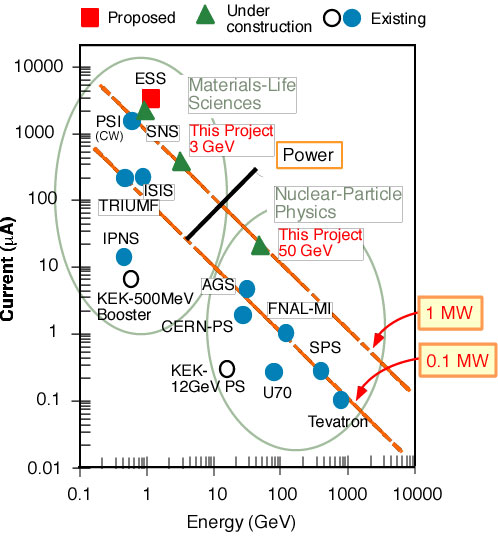 Proposed
Under
construction
Existing
10000
1000
100
10
1
0.1
0.01
Current (μA)
ESS
Materials-Life
Sciences
PSI
(CW)
SNS
This Project
3 GeV
Power
ISIS
TRIUMF
Nuclear-Particle
Physics
IPNS
This Project
50 GeV
AGS
KEK-500MeV
Booster
FNAL-MI
1 MW
CERN-PS
SPS
0.1 MW
KEK-
12GeV PS
U70
Tevatron
0.1
1
10
100
1000
10000
Energy (GeV)